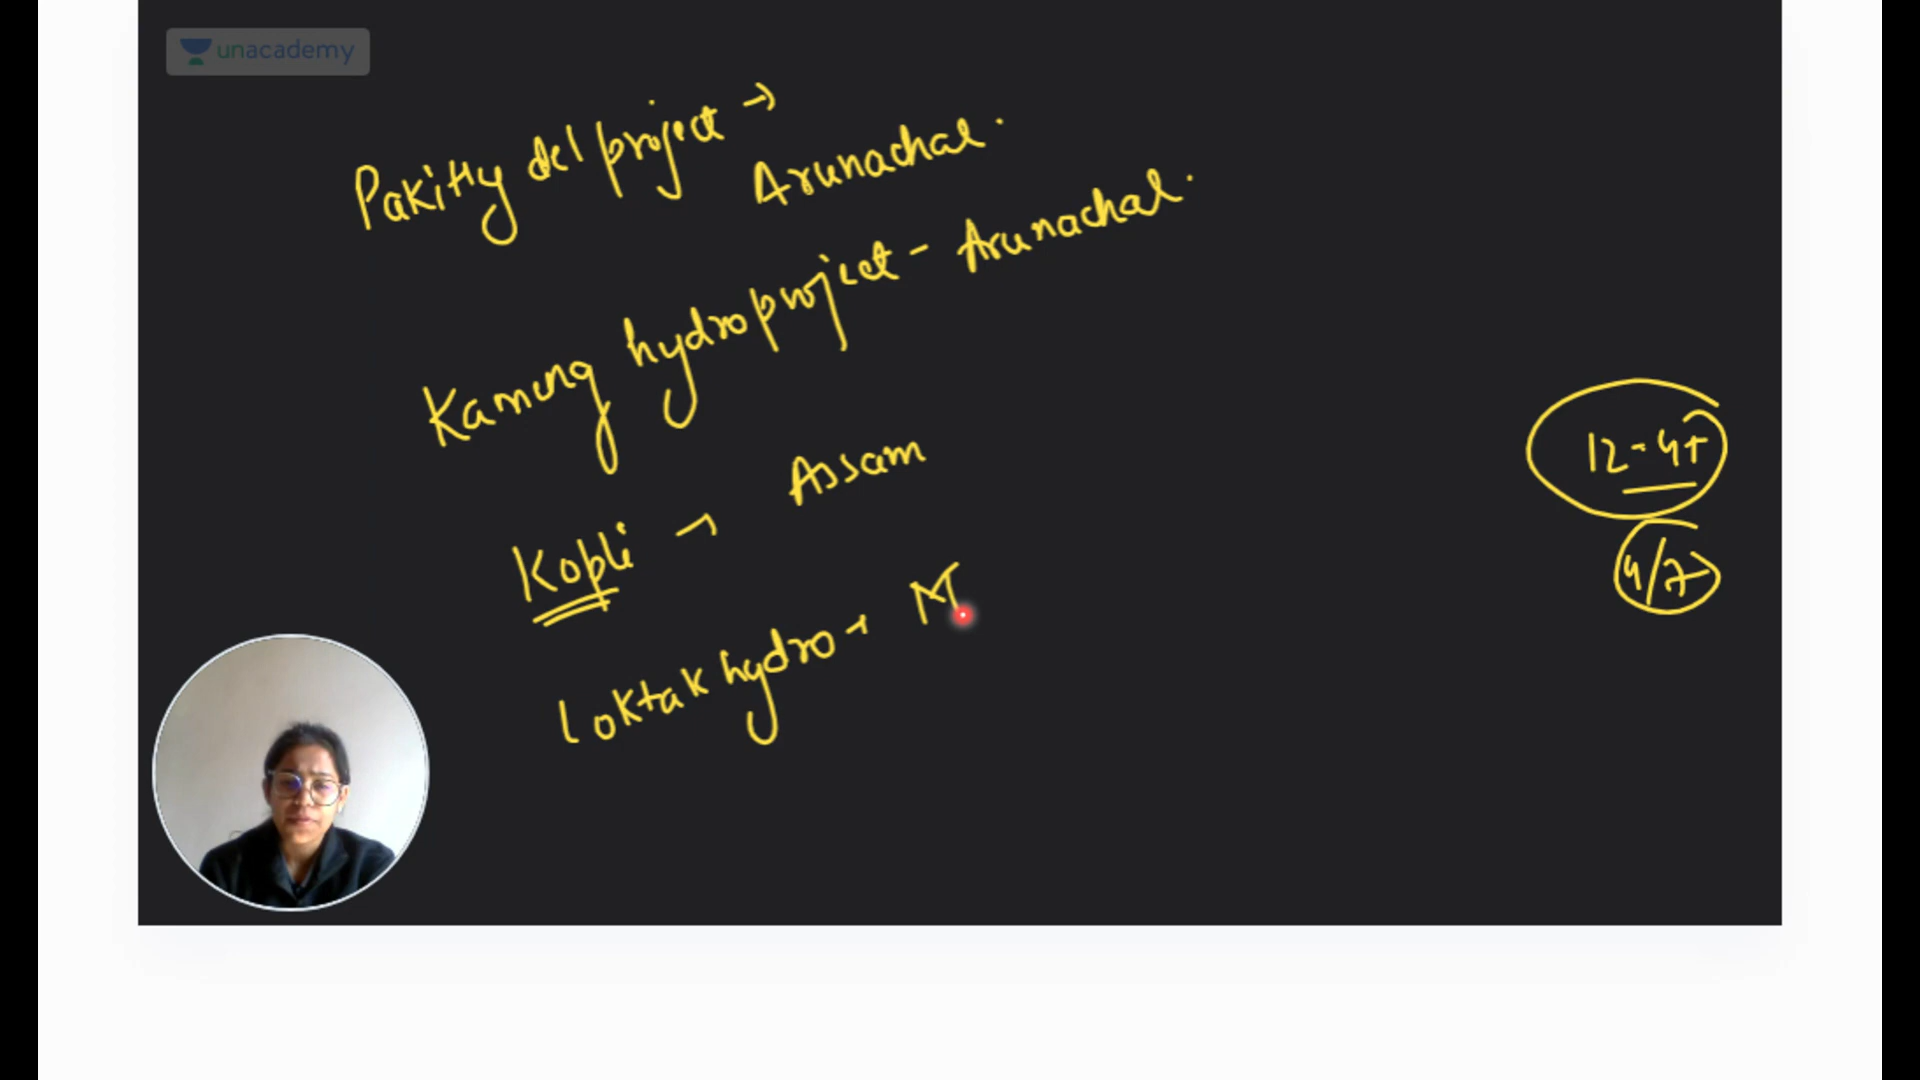 unacademy
Pakitty del project →
Arunachal.
Kameng hydroproject - Arunachal.
Kopli → Assam
Loktak hydro → M
12-4+
4/7